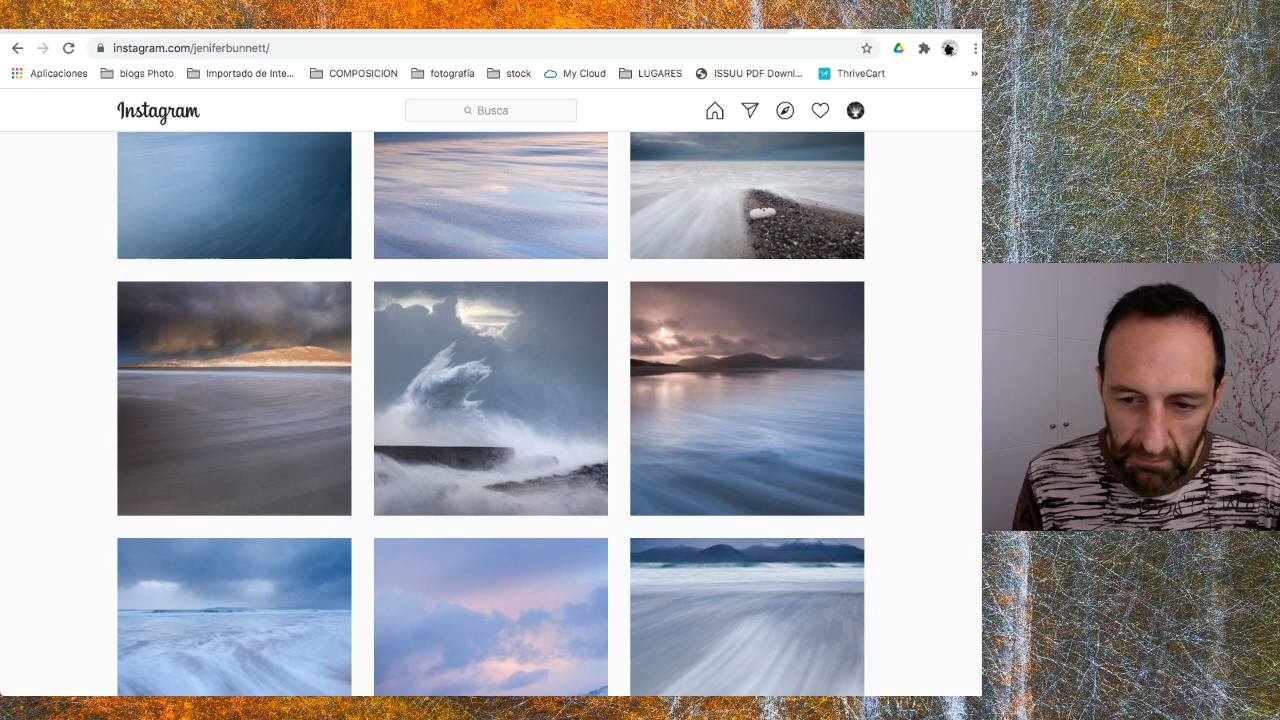 instagram.com/jeniferbunnett/
Aplicaciones blogs Photo Importado de Inte... COMPOSICION fotografía stock My Cloud LUGARES ISSUU PDF Downl... ThriveCart »
Instagram Busca